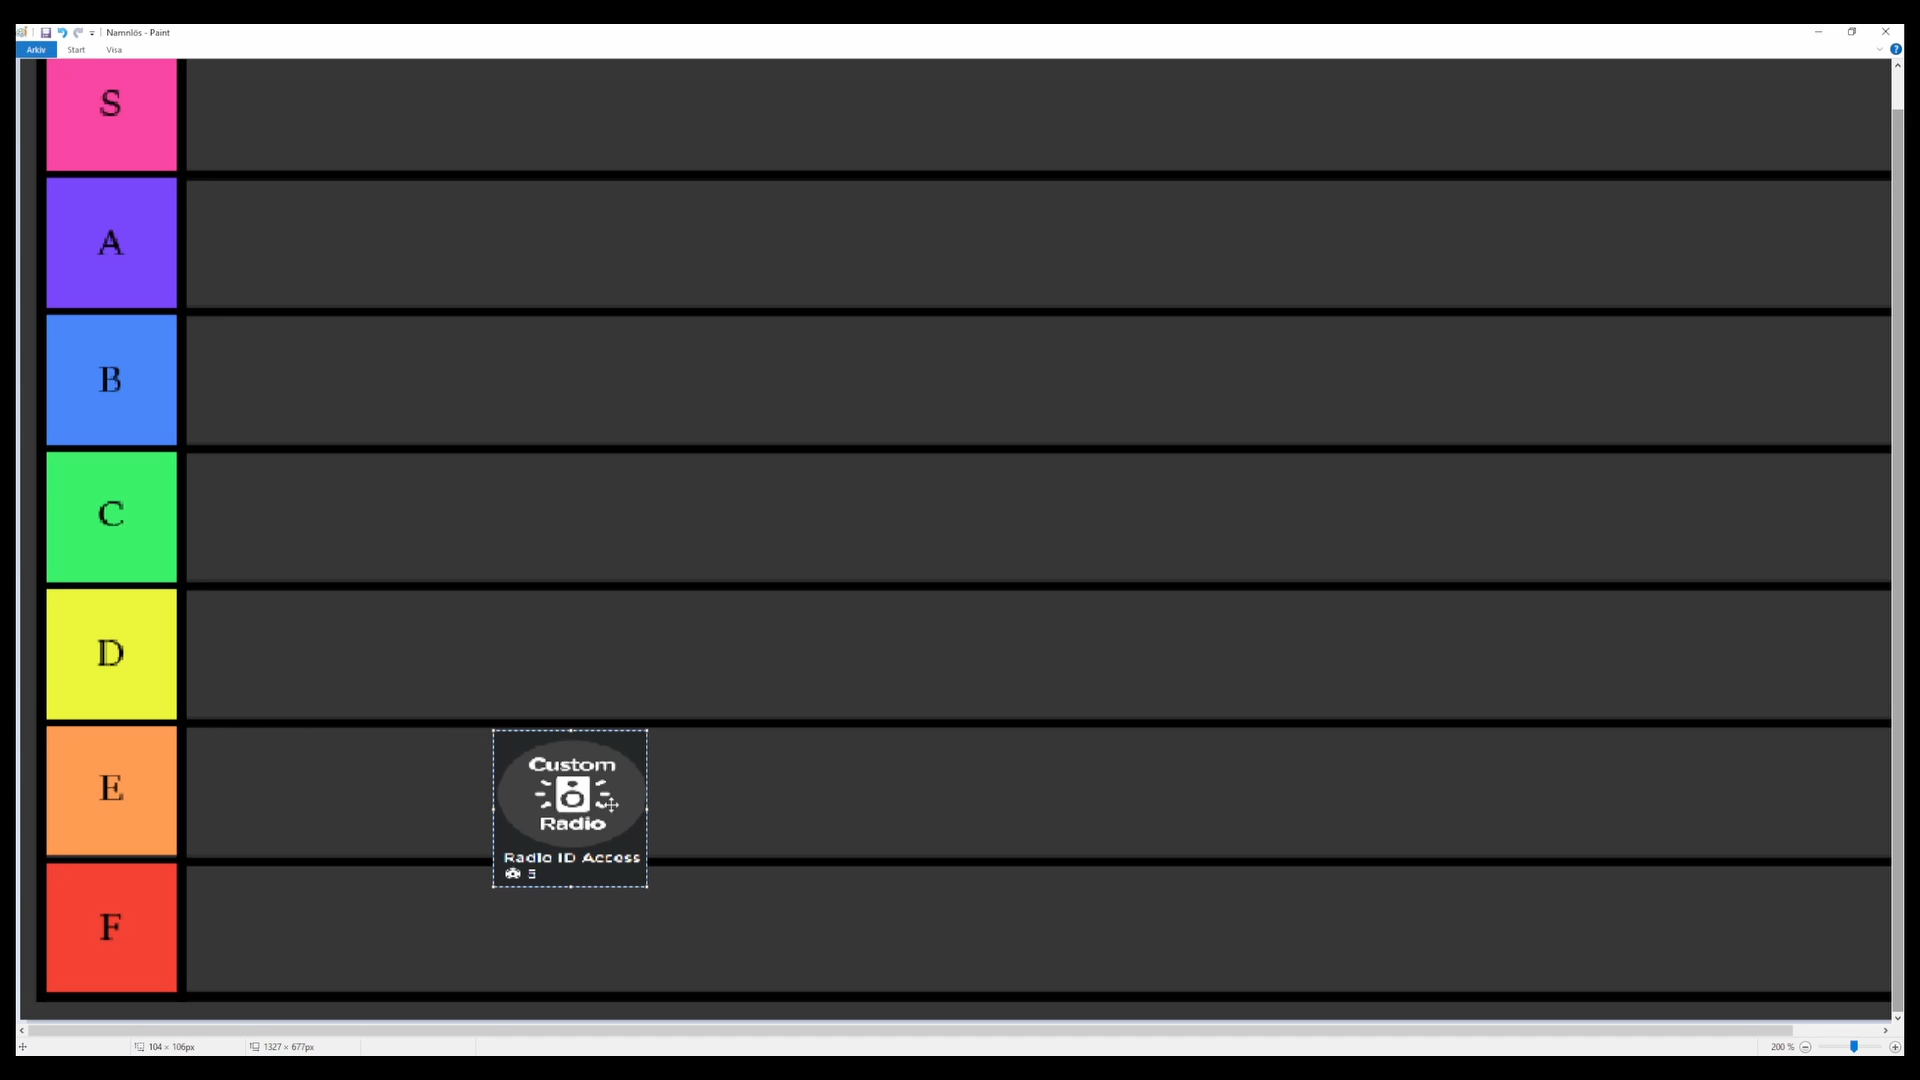 Namnlös - Paint
Arkiv Start Visa
S
A
B
C
D
E
Custom
Radio
Radio ID Access
5
F
104 × 106px 1327 × 677px 200 %